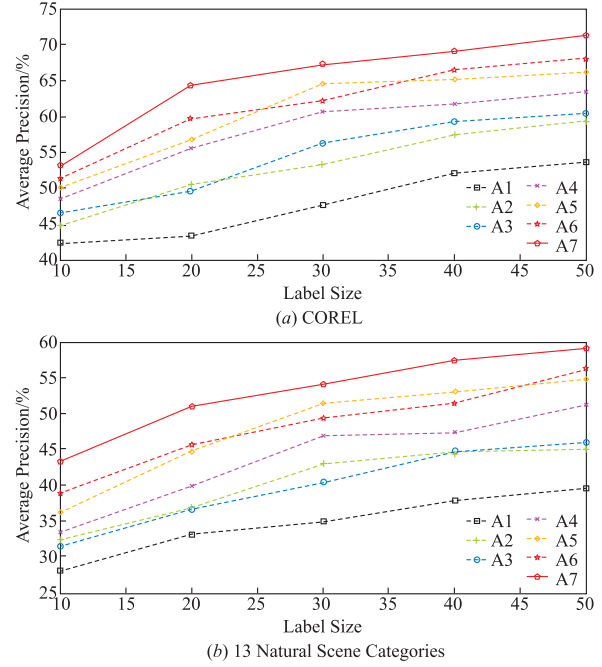 75
70
65
60
55
50
45
40
Average Precision/%
A1 A4
A2 A5
A3 A6
A7
10 15 20 25 30 35 40 45 50
Label Size
(a) COREL
60
55
50
45
40
35
30
25
Average Precision/%
A1 A4
A2 A5
A3 A6
A7
10 15 20 25 30 35 40 45 50
Label Size
(b) 13 Natural Scene Categories